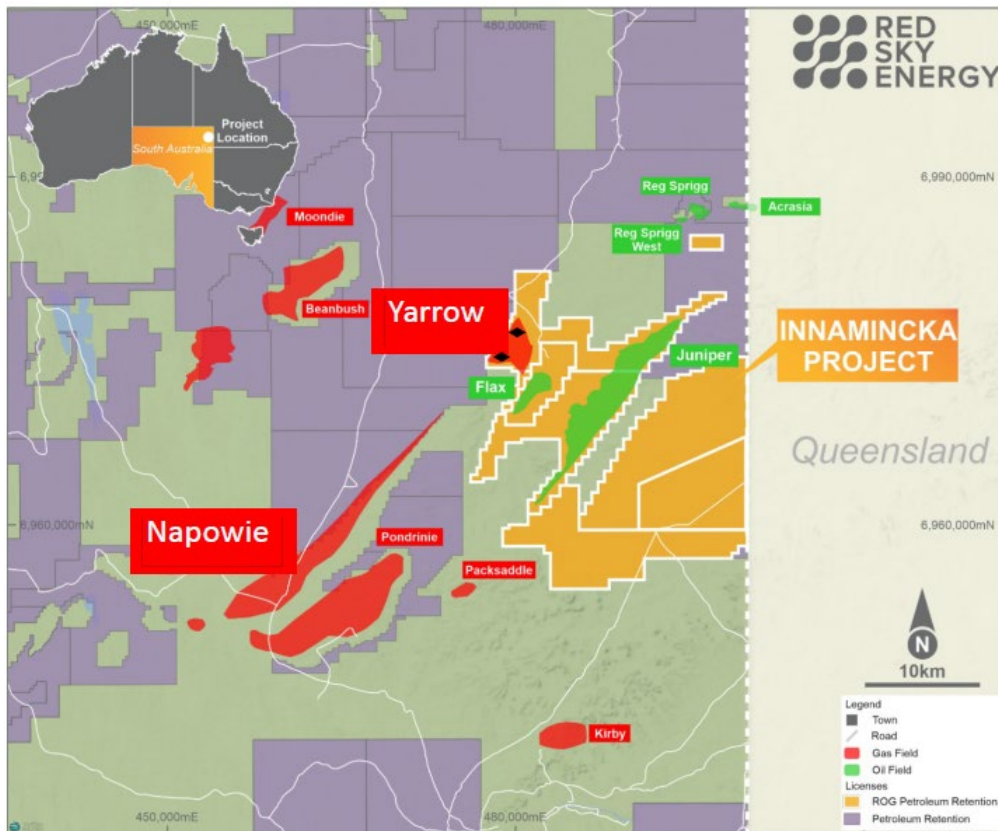 450,000mE
480,000mE
RED
SKY
ENERGY
Project
Location
South Australia
6,990,000mN
Reg Sprigg
Acrasia
Moondie
Reg Sprigg
West
Beanbush
Yarrow
INNAMINCKA
PROJECT
Juniper
Flax
Queensland
6,960,000mN
6,960,000mN
Napowie
Pondrinie
Packsaddle
N
10km
Kirby
Legend
Town
Road
Gas Field
Oil Field
Licenses
ROG Petroleum Retention
Petroleum Retention
450,000mE
480,000mE